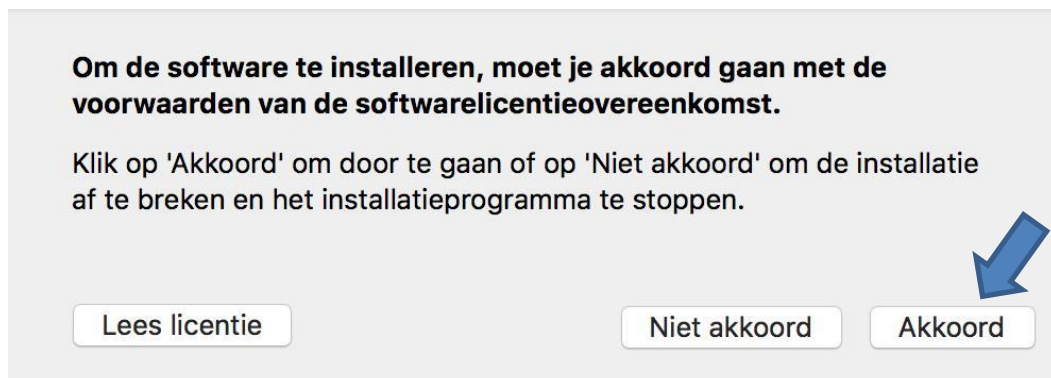 Om de software te installeren, moet je akkoord gaan met de
voorwaarden van de softwarelicentieovereenkomst.
Klik op 'Akkoord' om door te gaan of op 'Niet akkoord' om de installatie
af te breken en het installatieprogramma te stoppen.
Lees licentie
Niet akkoord
Akkoord